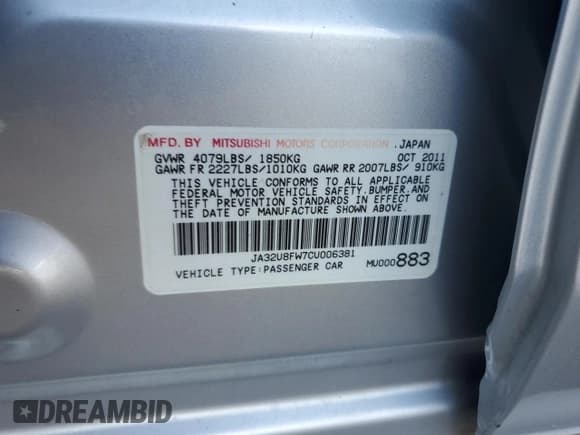 MFD. BY MITSUBISHI MOTORS CORPORATION .JAPAN
GVWR 4079LBS/ 1850KG OCT 2011
GAWR FR 2227LBS/1010KG GAWR RR 2007LBS/ 910KG
THIS VEHICLE CONFORMS TO ALL APPLICABLE
FEDERAL MOTOR VEHICLE SAFETY.BUMPER.AND
THEFT PREVENTION STANDARDS IN EFFECT ON
THE DATE OF MANUFACTURE SHOWN ABOVE.
JA32U8FW7CU006381
VEHICLE TYPE:PASSENGER CAR MU000883
DREAMBID